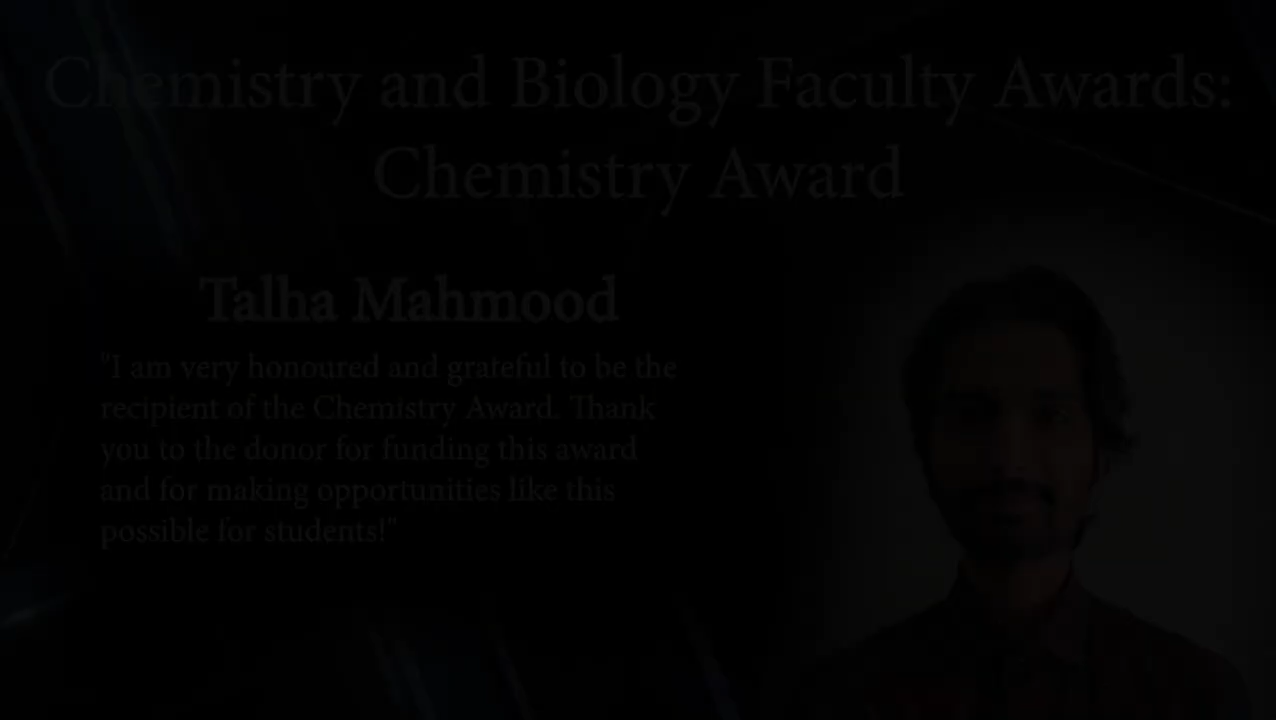 Chemistry and Biology Faculty Awards:
Chemistry Award
Talha Mahmood
"I am very honoured and grateful to be the
recipient of the Chemistry Award. Thank
you to the donor for funding this award
and for making opportunities like this
possible for students!"